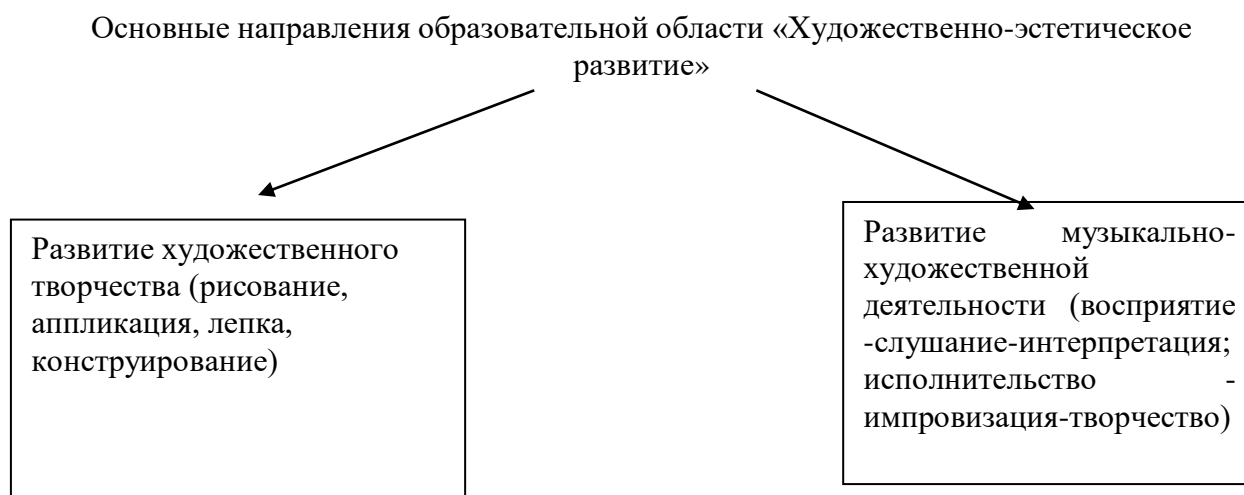 Основные направления образовательной области «Художественно-эстетическое
развитие»
Развитие художественного
творчества (рисование,
аппликация, лепка,
конструирование)
Развитие музыкально-
художественной
деятельности (восприятие
-слушание-интерпретация;
исполнительство -
импровизация-творчество)